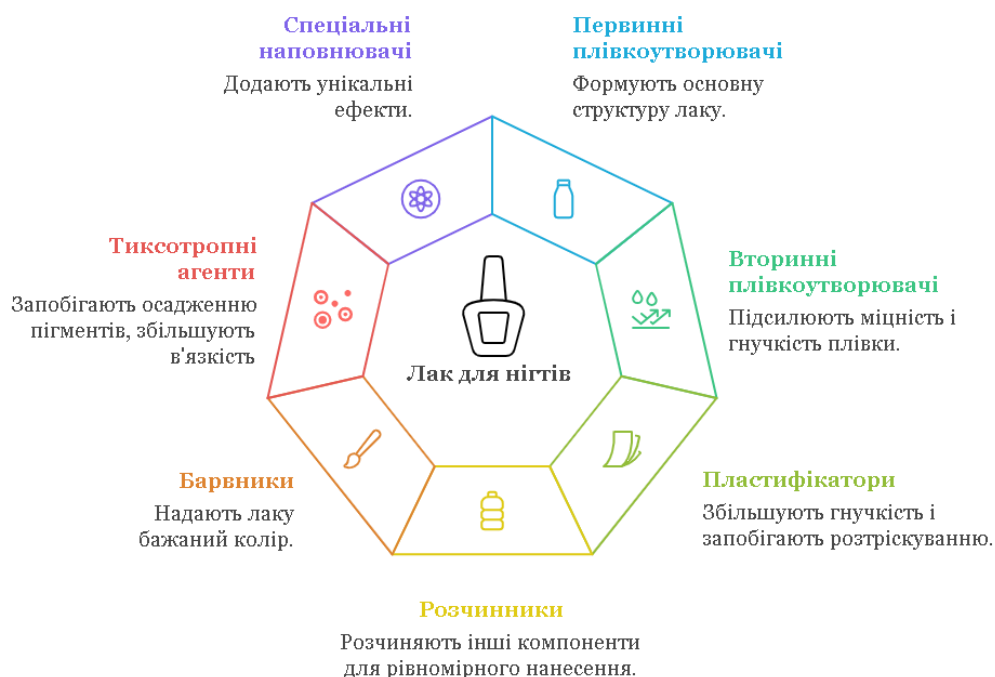 Спеціальні
наповнювачі
Додають унікальні
ефекти.
Первинні
плівкоутворювачі
Формують основну
структуру лаку.
Тиксотропні
агенти
Запобігають осадженню
пігментів, збільшують
в'язкість
Вторинні
плівкоутворювачі
Підсилюють міцність і
гнучкість плівки.
Лак для нігтів
Барвники
Надають лаку
бажаний колір.
Пластифікатори
Збільшують гнучкість і
запобігають розтріскуванню.
Розчинники
Розчиняють інші компоненти
для рівномірного нанесення.